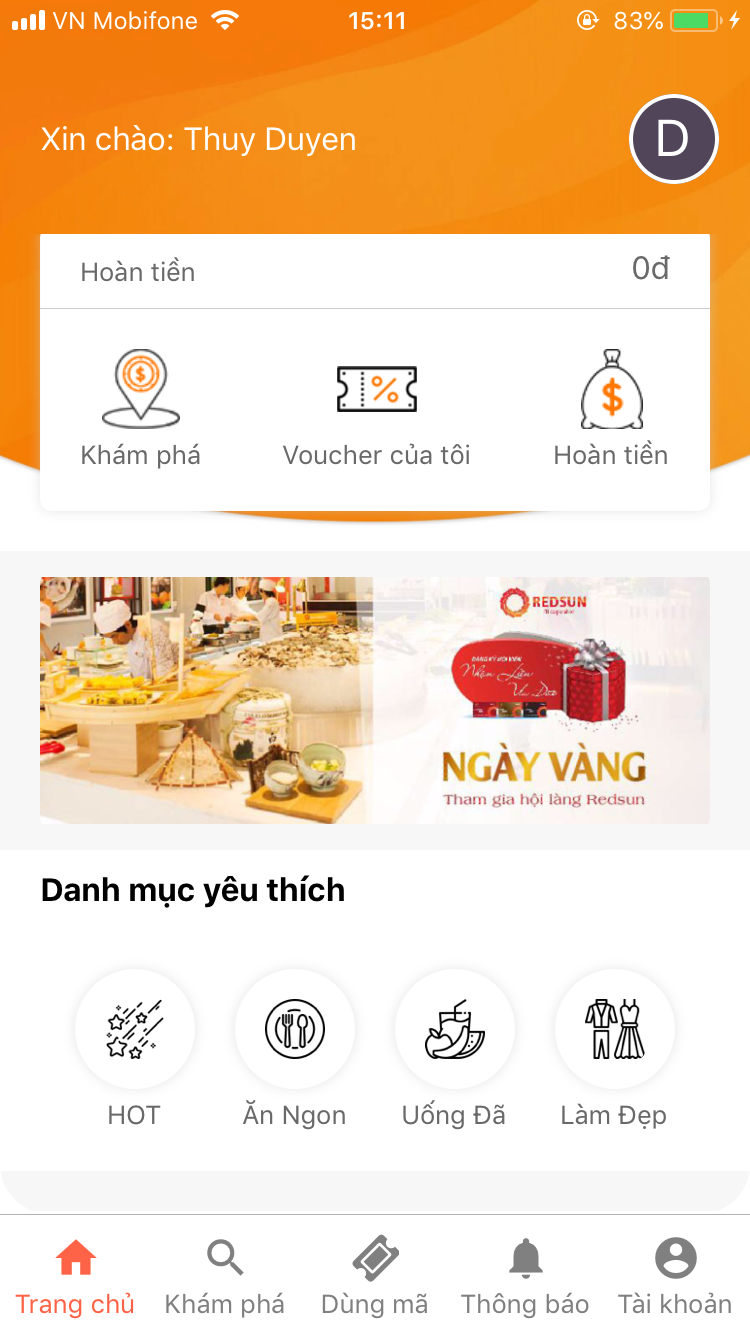 VN Mobifone
15:11
83%
Xin chào: Thuy Duyen
D
Hoàn tiền
0đ
Khám phá
Voucher của tôi
Hoàn tiền
REDSUN
NGÀY VÀNG
Tham gia hội làng Redsun
Danh mục yêu thích
HOT
Ăn Ngon
Uống Đã
Làm Đẹp
Trang chủ
Khám phá
Dùng mã
Thông báo
Tài khoản